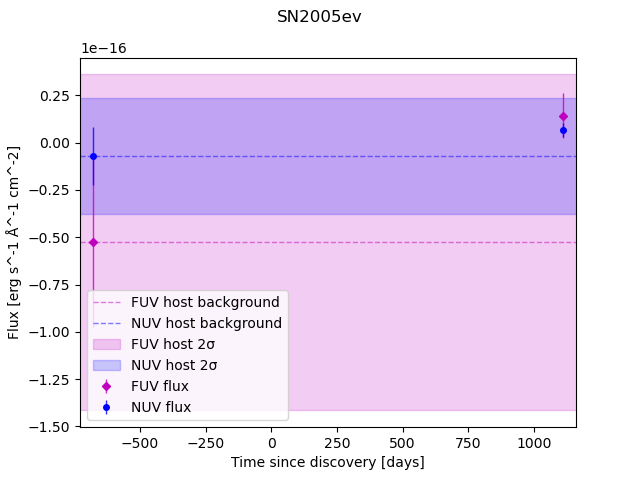 SN2005ev
1e−16
0.25
0.00
−0.25
−0.50
−0.75
−1.00
−1.25
−1.50
Flux [erg s^-1 Å^-1 cm^-2]
FUV host background
NUV host background
FUV host 2σ
NUV host 2σ
FUV flux
NUV flux
−500 −250 0 250 500 750 1000
Time since discovery [days]